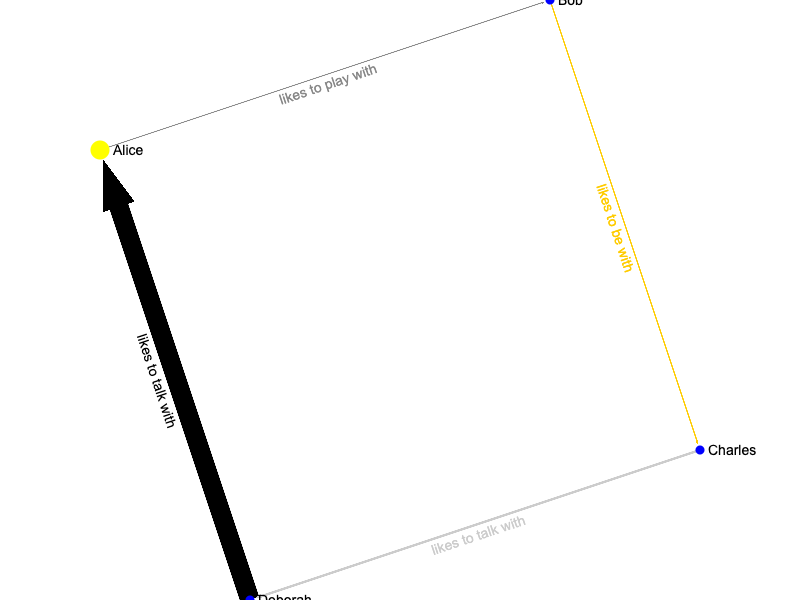 Bob
likes to play with
Alice
likes to be with
likes to talk with
Charles
likes to talk with
Deborah